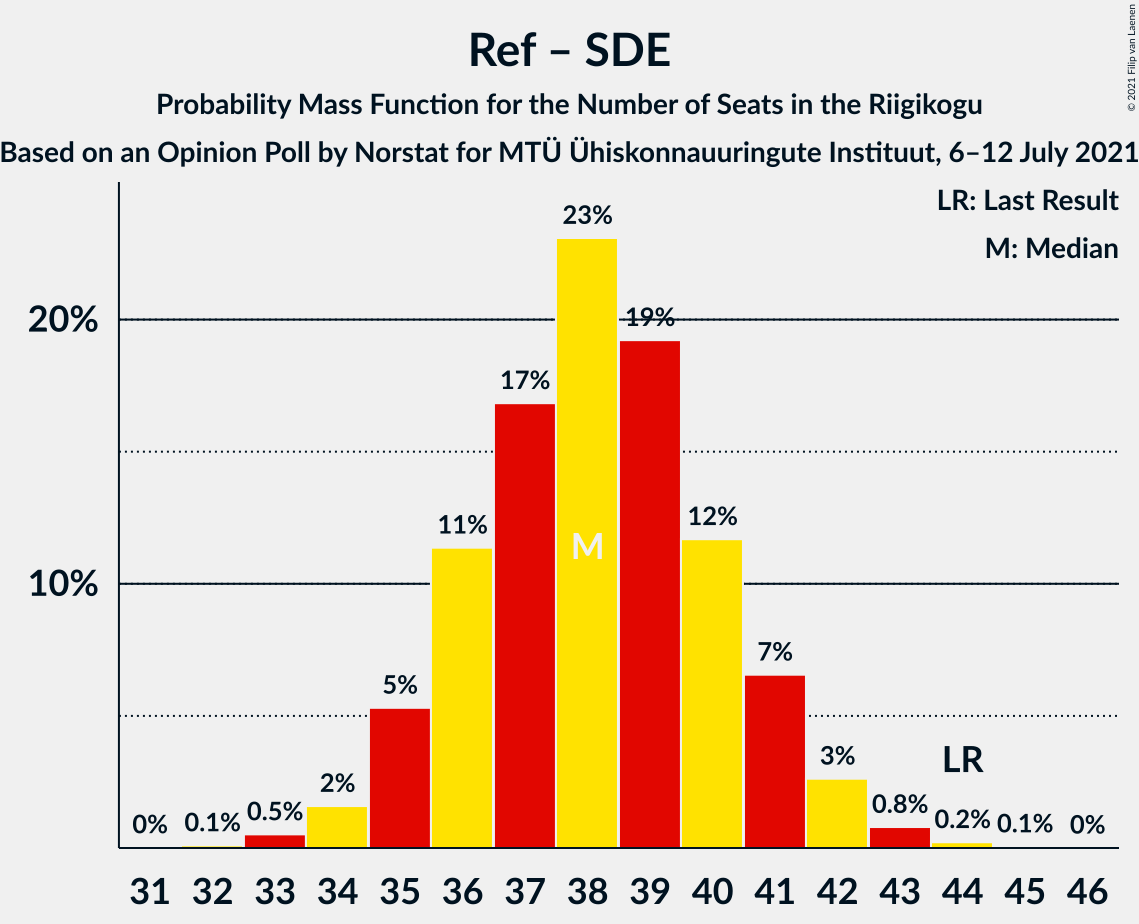 Ref – SDE
Probability Mass Function for the Number of Seats in the Riigikogu
Based on an Opinion Poll by Norstat for MTÜ Ühiskonnauuringute Instituut, 6–12 July 2021
© 2021 Filip van Laenen
LR: Last Result
M: Median
23%
20%
19%
17%
12%
11%
M
10%
7%
5%
3%
LR
2%
0% 0.1% 0.5% 0.8% 0.2% 0.1% 0%
31 32 33 34 35 36 37 38 39 40 41 42 43 44 45 46